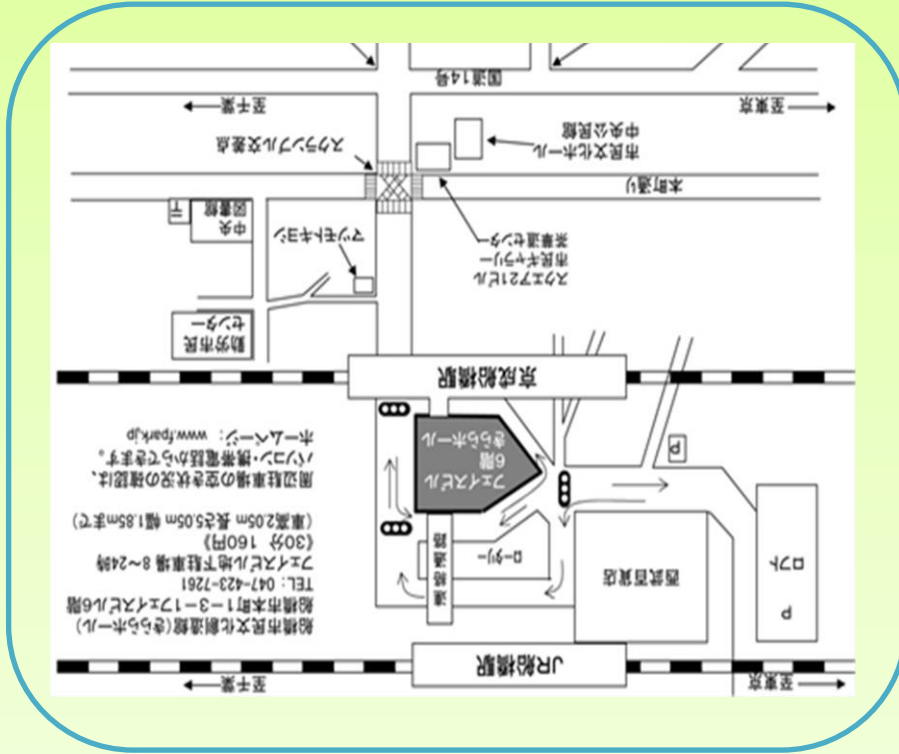 至東京
至千葉
JR船橋駅
船橋市民文化創造館(きららホール)
船橋市本町1-3-1フェイスビル6階
TEL: 047-423-7261
フェイスビル地下駐車場 8~24時
《30分 160円》
(車高2.05m 長さ5.05m 幅1.85mまで)
周辺駐車場の空き状況の確認は、
パソコン・携帯電話からできます。
ホームページ: www.fpark.jp
P
ロフト
西武百貨店
ロータリー
連絡通路
P
フェイスビル
6階
きららホール
京成船橋駅
勤労市民
センター
マツモトキヨシ
中央
図書館
〒
スクエア21ビル
市民ギャラリー
茶華道センター
本町通り
市民文化ホール
中央公民館
スクランブル交差点
至東京
至千葉
国道14号